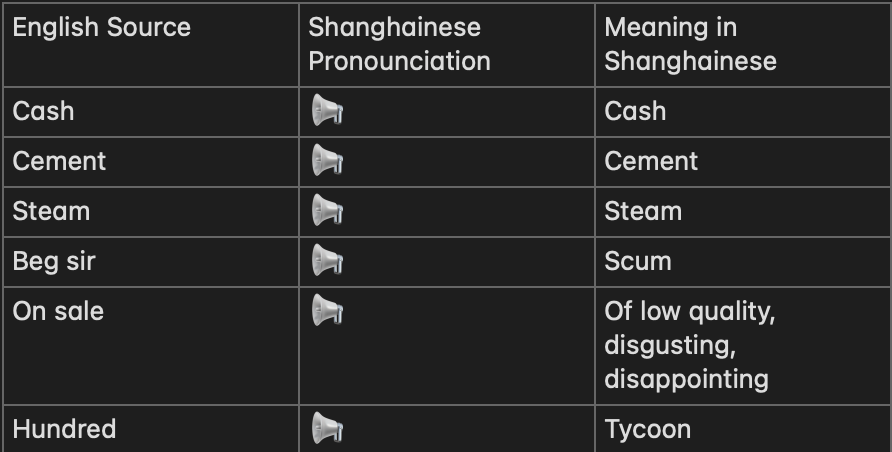 English Source
Shanghainese
Pronounciation
Meaning in
Shanghainese
Cash
Cash
Cement
Cement
Steam
Steam
Beg sir
Scum
On sale
Of low quality,
disgusting,
disappointing
Hundred
Tycoon